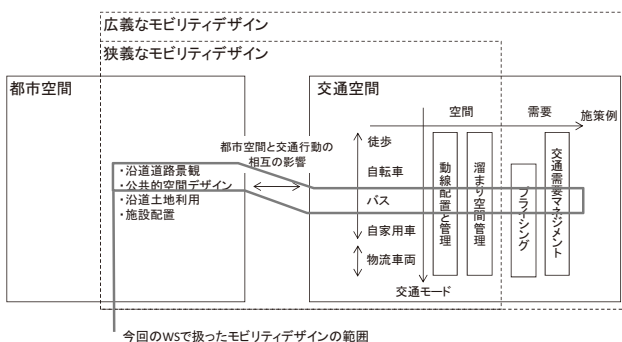 広義なモビリティデザイン
狭義なモビリティデザイン
都市空間
・沿道道路景観
・公共的空間デザイン
・沿道土地利用
・施設配置
都市空間と交通行動の
相互の影響
交通空間
空間
需要
施策例
徒歩
自転車
バス
自家用車
物流車両
交通モード
動線配置と管理
溜まり空間管理
プライシング
交通需要マネジメント
今回のWSで扱ったモビリティデザインの範囲